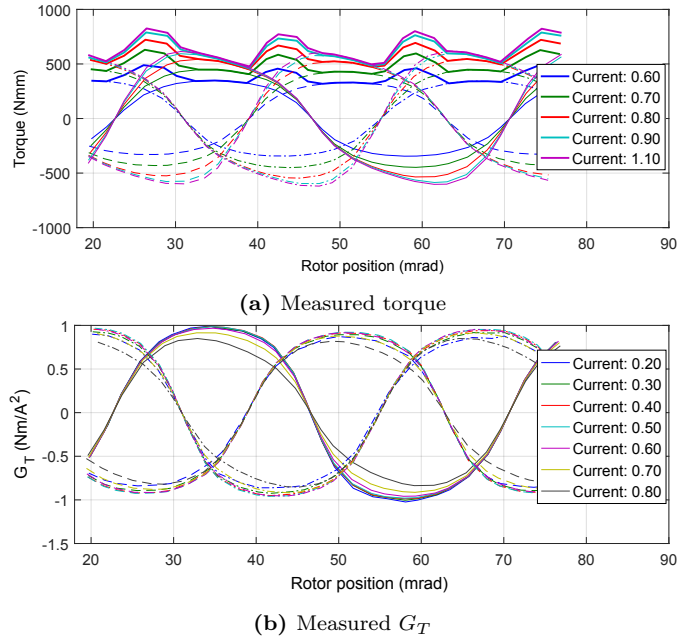 1000
500
0
-500
-1000
Torque (Nmm)
Current: 0.60
Current: 0.70
Current: 0.80
Current: 0.90
Current: 1.10
20 30 40 50 60 70 80 90
Rotor position (mrad)
(a) Measured torque
1
0.5
0
-0.5
-1
-1.5
G_T (Nm/A²)
Current: 0.20
Current: 0.30
Current: 0.40
Current: 0.50
Current: 0.60
Current: 0.70
Current: 0.80
20 30 40 50 60 70 80 90
Rotor position (mrad)
(b) Measured G_T